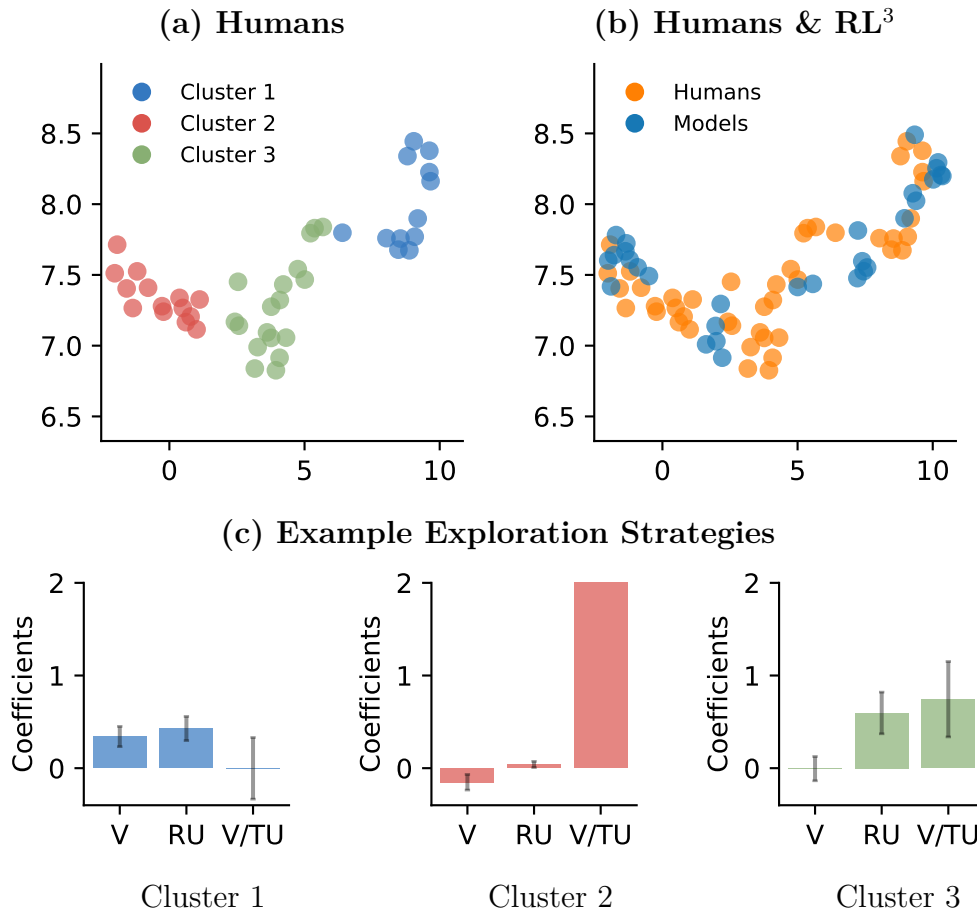 (a) Humans
(b) Humans & RL³
Cluster 1
Cluster 2
Cluster 3
8.5
8.0
7.5
7.0
6.5
0 5 10
Humans
Models
8.5
8.0
7.5
7.0
6.5
0 5 10
(c) Example Exploration Strategies
Coefficients
2
1
0
V RU V/TU
Cluster 1
Coefficients
2
1
0
V RU V/TU
Cluster 2
Coefficients
2
1
0
V RU V/TU
Cluster 3